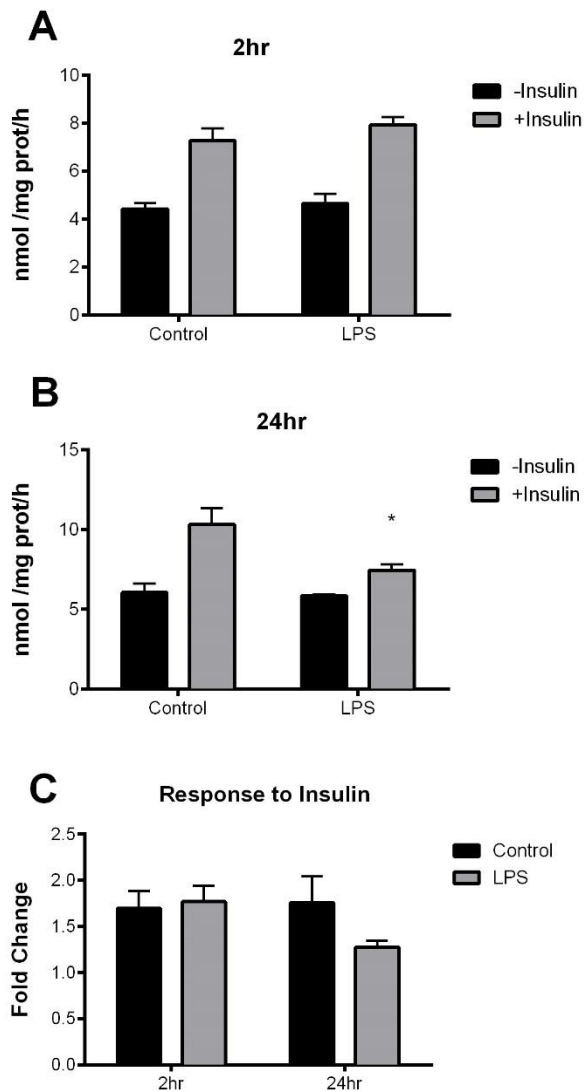 A
2hr
10
8
6
4
2
0
nmol /mg prot/h
-Insulin
+Insulin
Control
LPS
B
24hr
15
10
5
0
nmol /mg prot/h
-Insulin
+Insulin
*
Control
LPS
C
Response to Insulin
2.5
2.0
1.5
1.0
0.5
0.0
Fold Change
Control
LPS
2hr
24hr